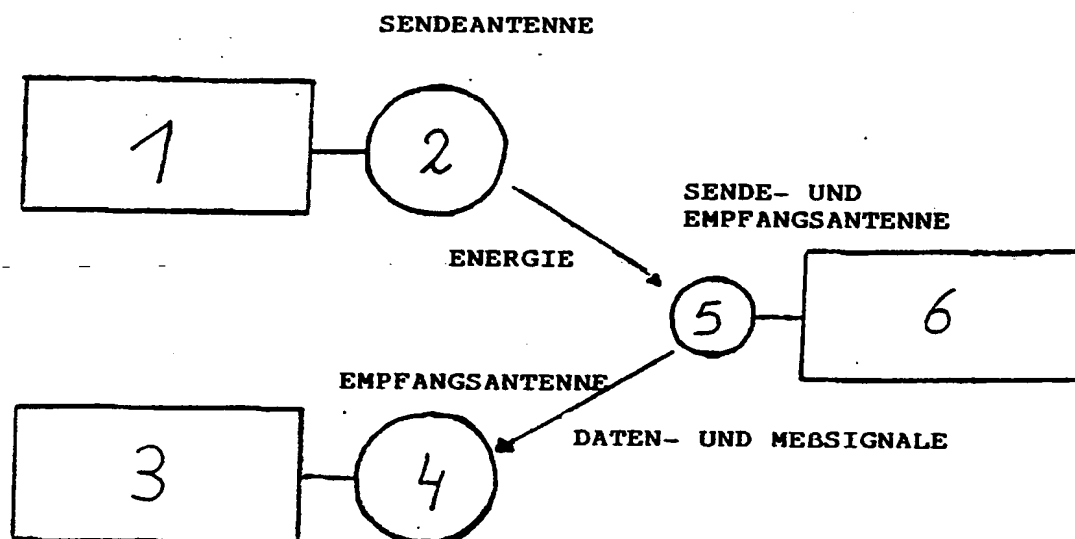 SENDEANTENNE
1
2
SENDE- UND
EMPFANGSANTENNE
ENERGIE
5
6
EMPFANGSANTENNE
DATEN- UND MEßSIGNALE
3
4